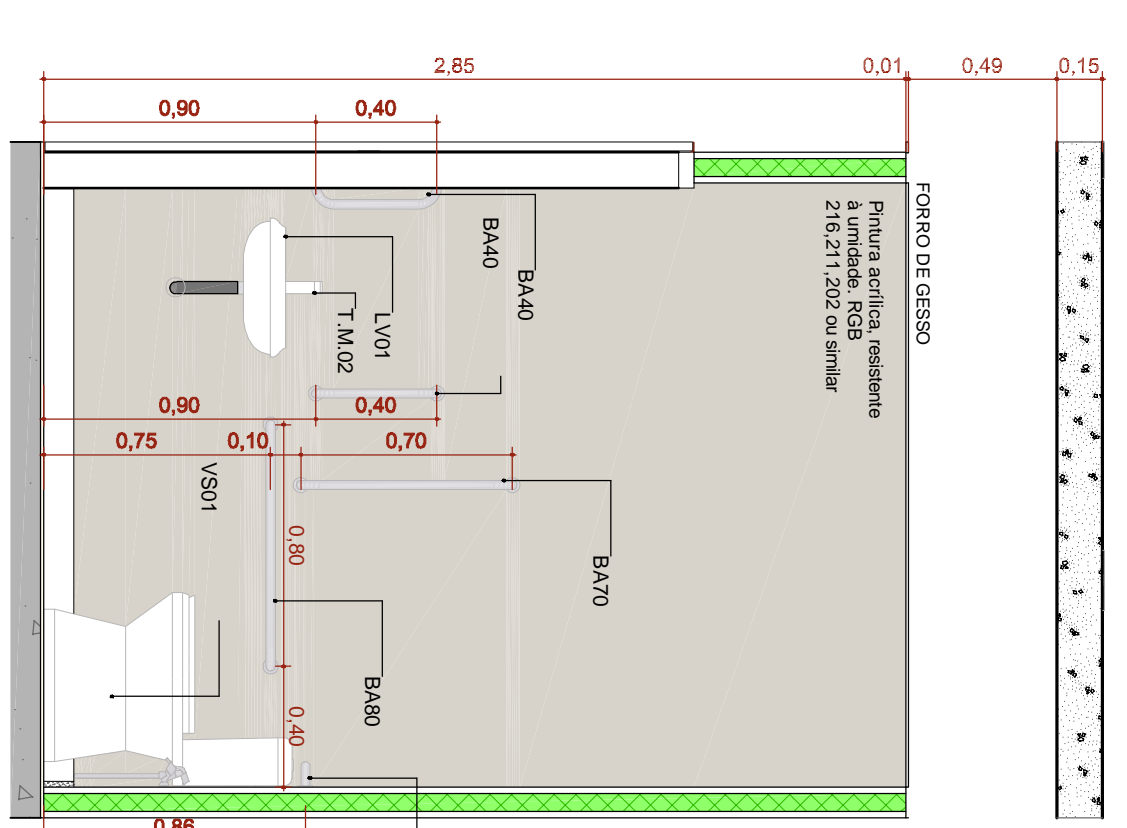 2,85
0,01
0,49
0,15
0,90
0,40
FORRO DE GESSO
Pintura acrílica, resistente
à umidade. RGB
216,211,202 ou similar
BA40
BA40
LV01
T.M.02
0,90
0,40
0,75
0,10
0,70
VS01
0,80
BA70
BA80
0,40
0,86